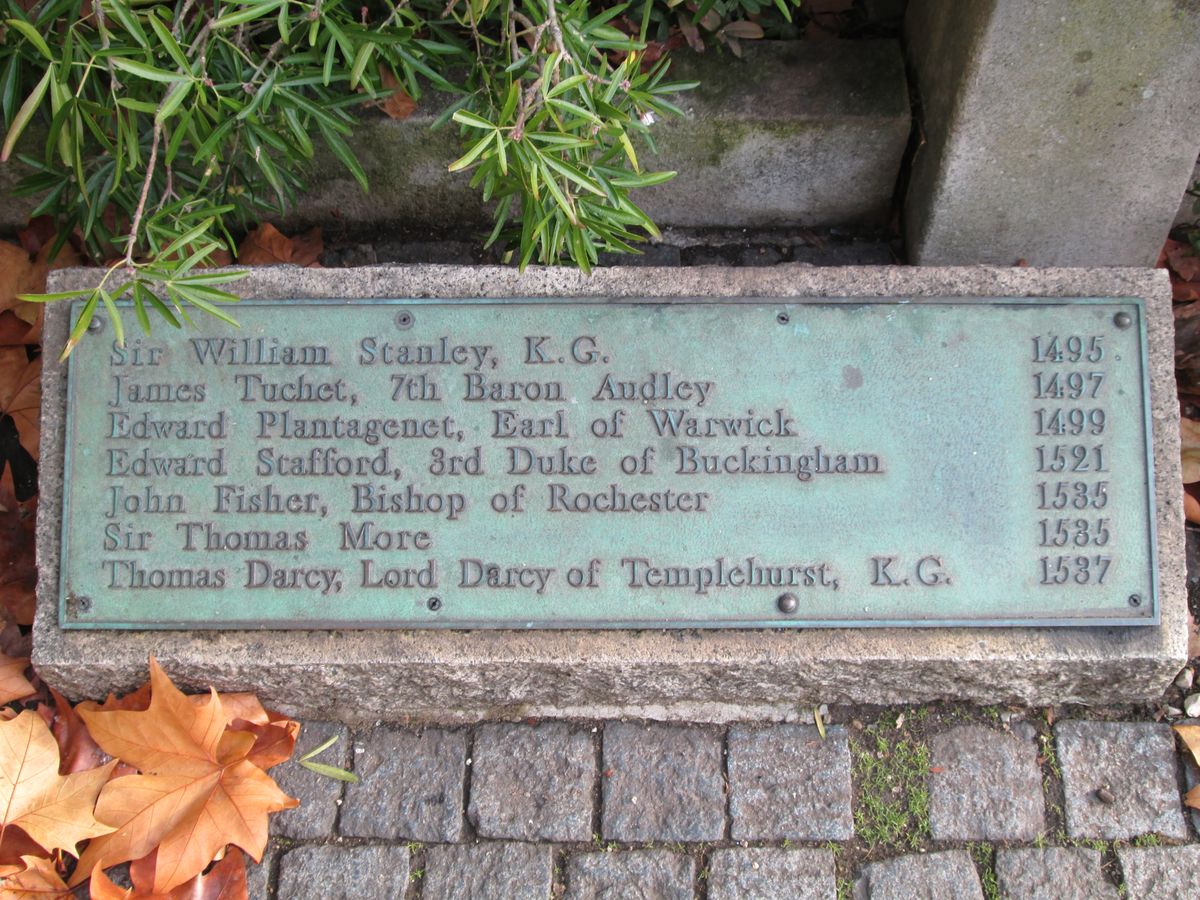 Sir William Stanley, K.G. 1495
James Tuchet, 7th Baron Audley 1497
Edward Plantagenet, Earl of Warwick 1499
Edward Stafford, 3rd Duke of Buckingham 1521
John Fisher, Bishop of Rochester 1535
Sir Thomas More 1535
Thomas Darcy, Lord Darcy of Templehurst, K.G. 1537